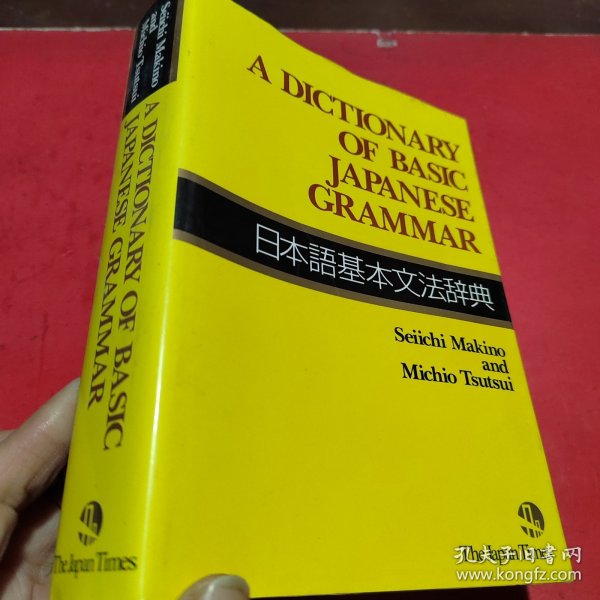 Seiichi Makino
and
Michio Tsutsui
A DICTIONARY OF BASIC
JAPANESE GRAMMAR
The Japan Times
A DICTIONARY
OF BASIC
JAPANESE
GRAMMAR
日本語基本文法辞典
Seiichi Makino
and
Michio Tsutsui
The Japan Times
孔夫子旧书网
www.kongfz.com